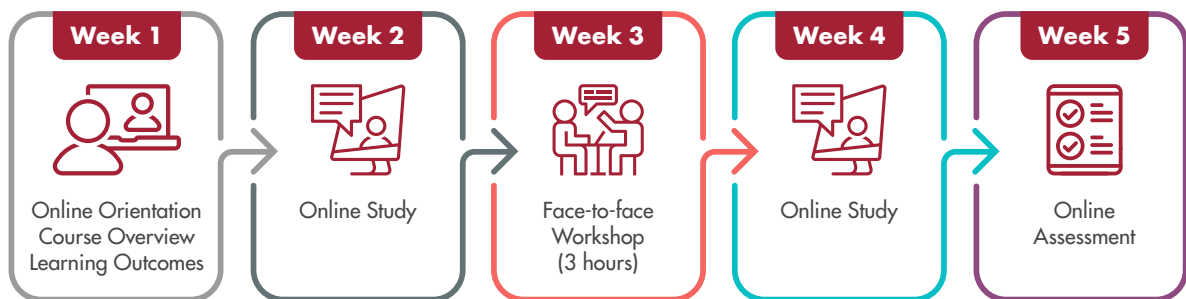 Week 1
Online Orientation
Course Overview
Learning Outcomes
Week 2
Online Study
Week 3
Face-to-face
Workshop
(3 hours)
Week 4
Online Study
Week 5
Online
Assessment